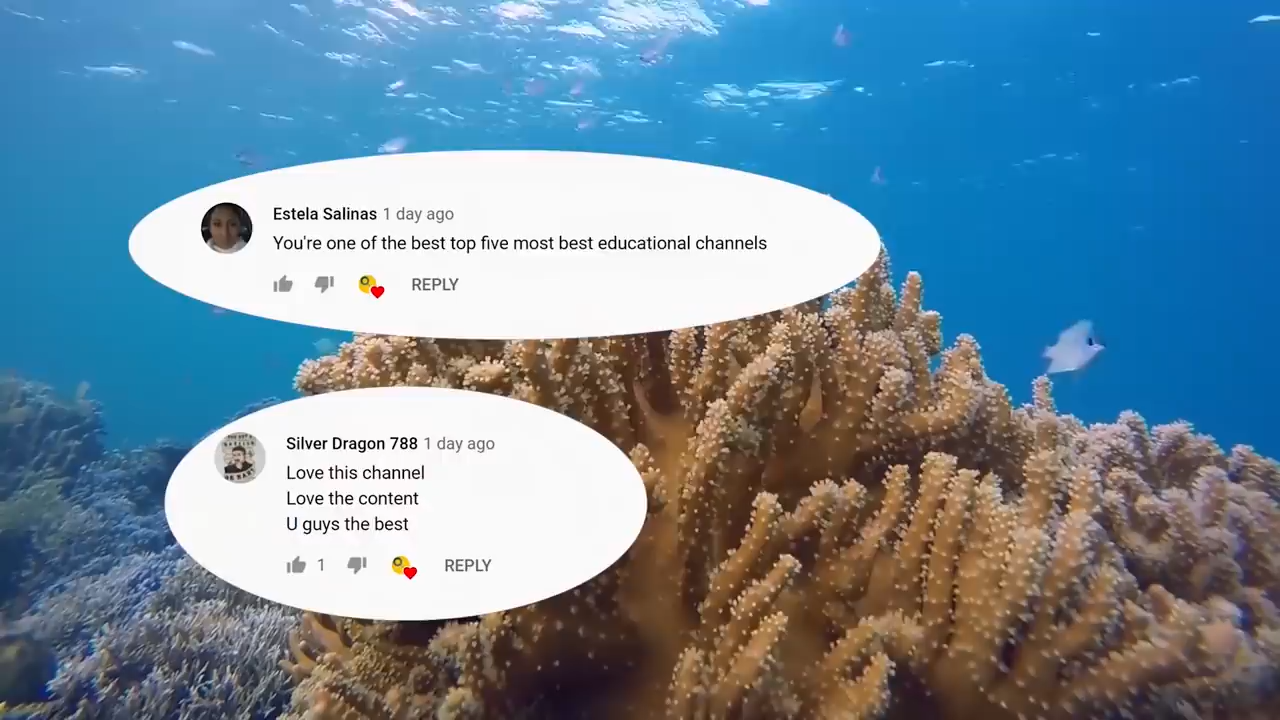 Estela Salinas 1 day ago
You're one of the best top five most best educational channels
REPLY
Silver Dragon 788 1 day ago
Love this channel
Love the content
U guys the best
1 REPLY